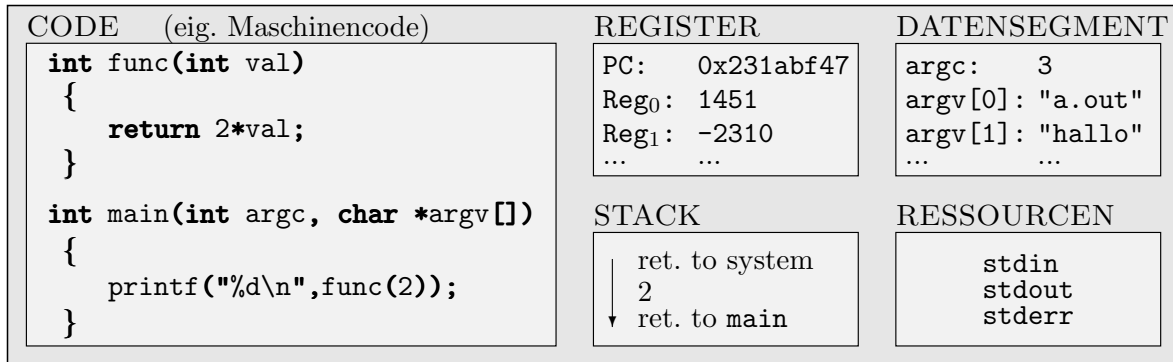 CODE (eig. Maschinencode)
int func(int val)
{
return 2*val;
}
int main(int argc, char *argv[])
{
printf("%d\n",func(2));
}
REGISTER
PC: 0x231abf47
Reg0: 1451
Reg1: -2310
... ...
DATENSEGMENT
argc: 3
argv[0]: "a.out"
argv[1]: "hallo"
... ...
STACK
ret. to system
2
ret. to main
RESSOURCEN
stdin
stdout
stderr